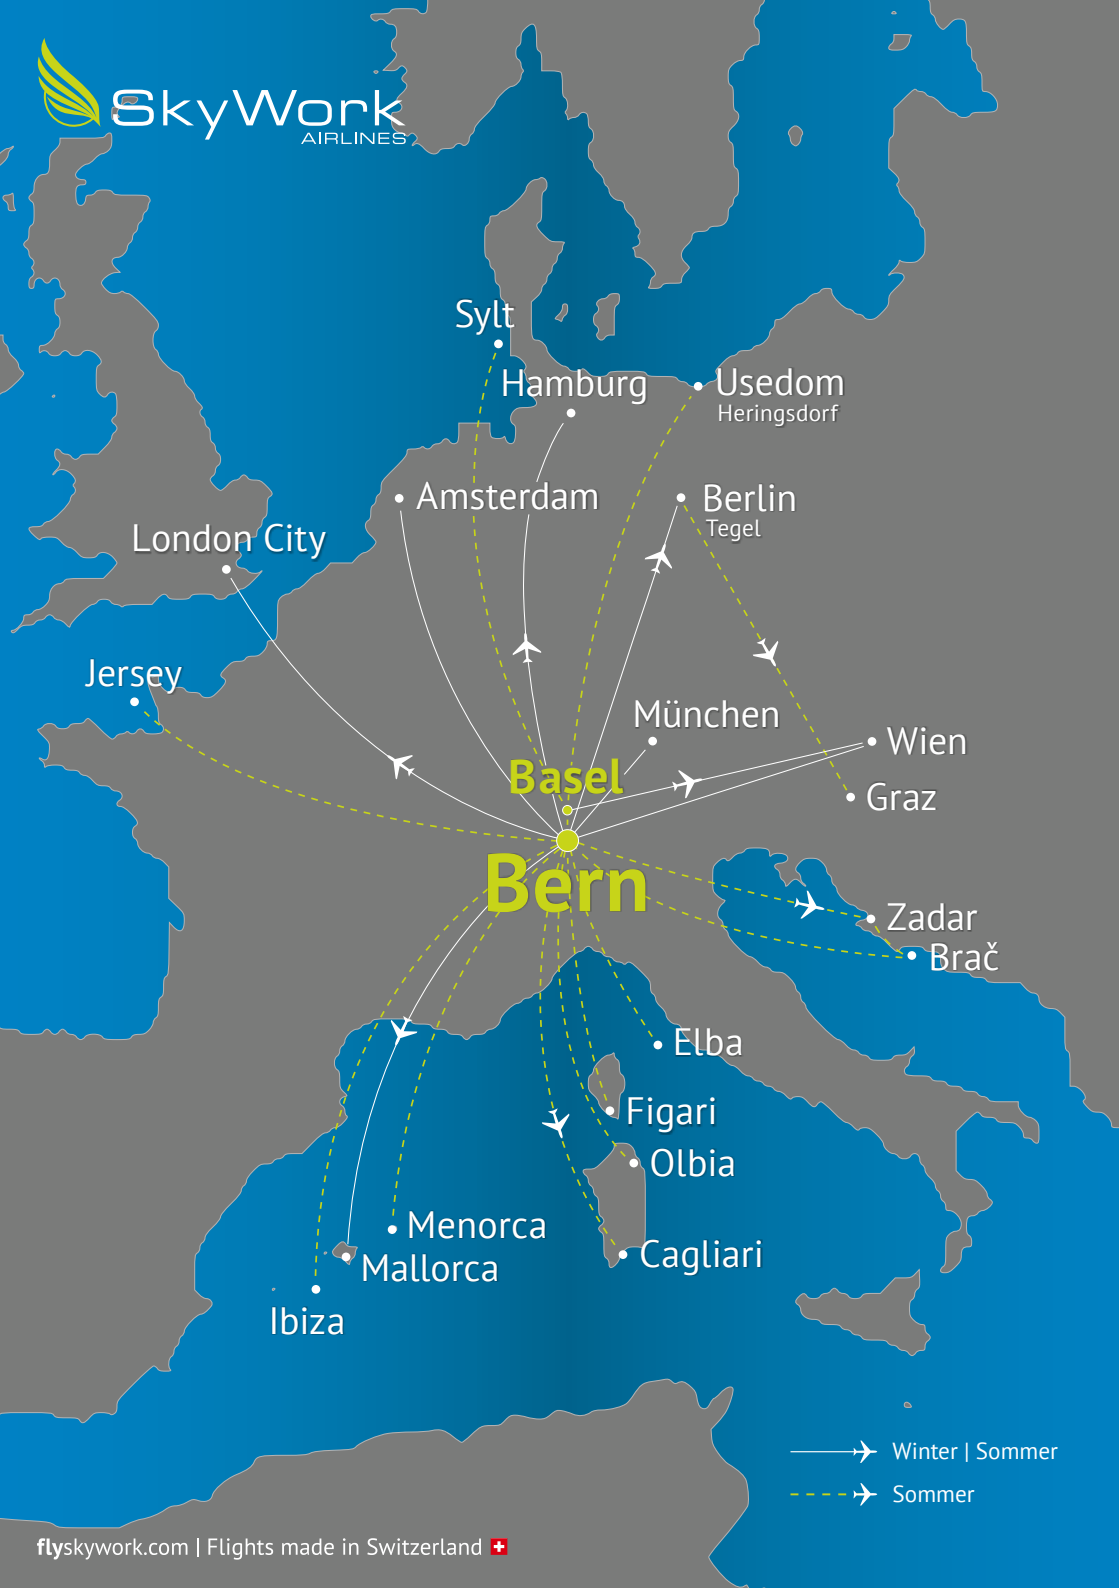 SkyWork
AIRLINES
Sylt
Hamburg
Usedom
Heringsdorf
Amsterdam
Berlin
Tegel
London City
Jersey
München
Wien
Basel
Graz
Bern
Zadar
Brač
Elba
Figari
Olbia
Menorca
Cagliari
Mallorca
Ibiza
Winter | Sommer
Sommer
flyskywork.com | Flights made in Switzerland